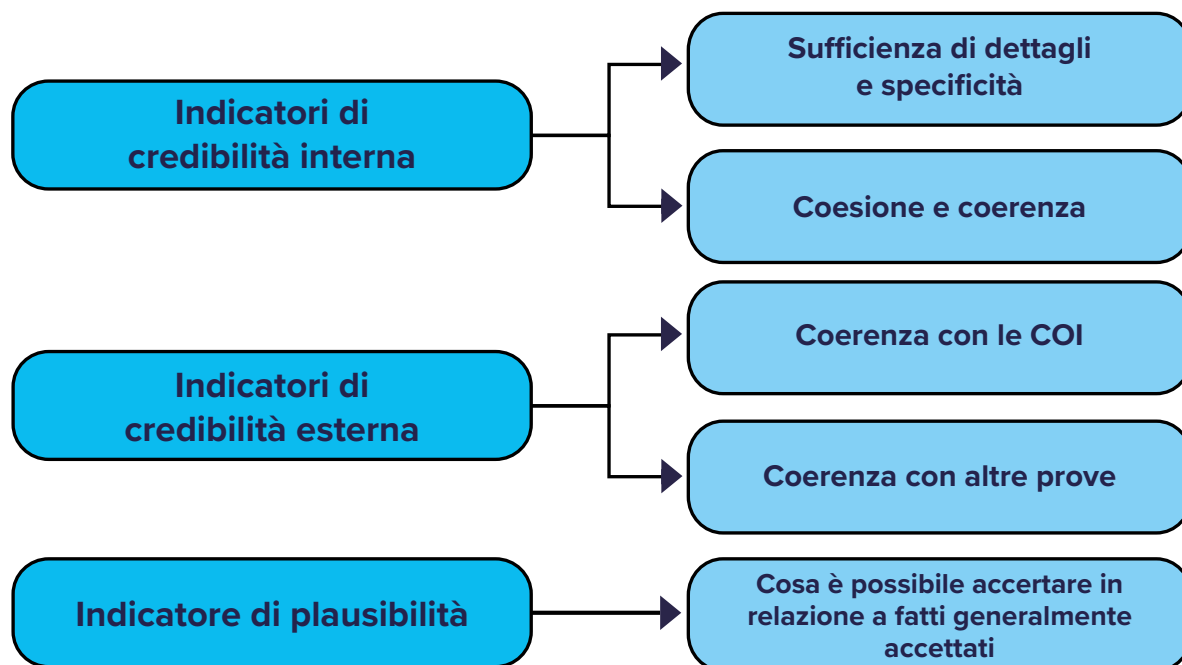 Indicatori di
credibilità interna
Sufficienza di dettagli
e specificità
Coesione e coerenza
Indicatori di
credibilità esterna
Coerenza con le COI
Coerenza con altre prove
Indicatore di plausibilità
Cosa è possibile accertare in
relazione a fatti generalmente
accettati